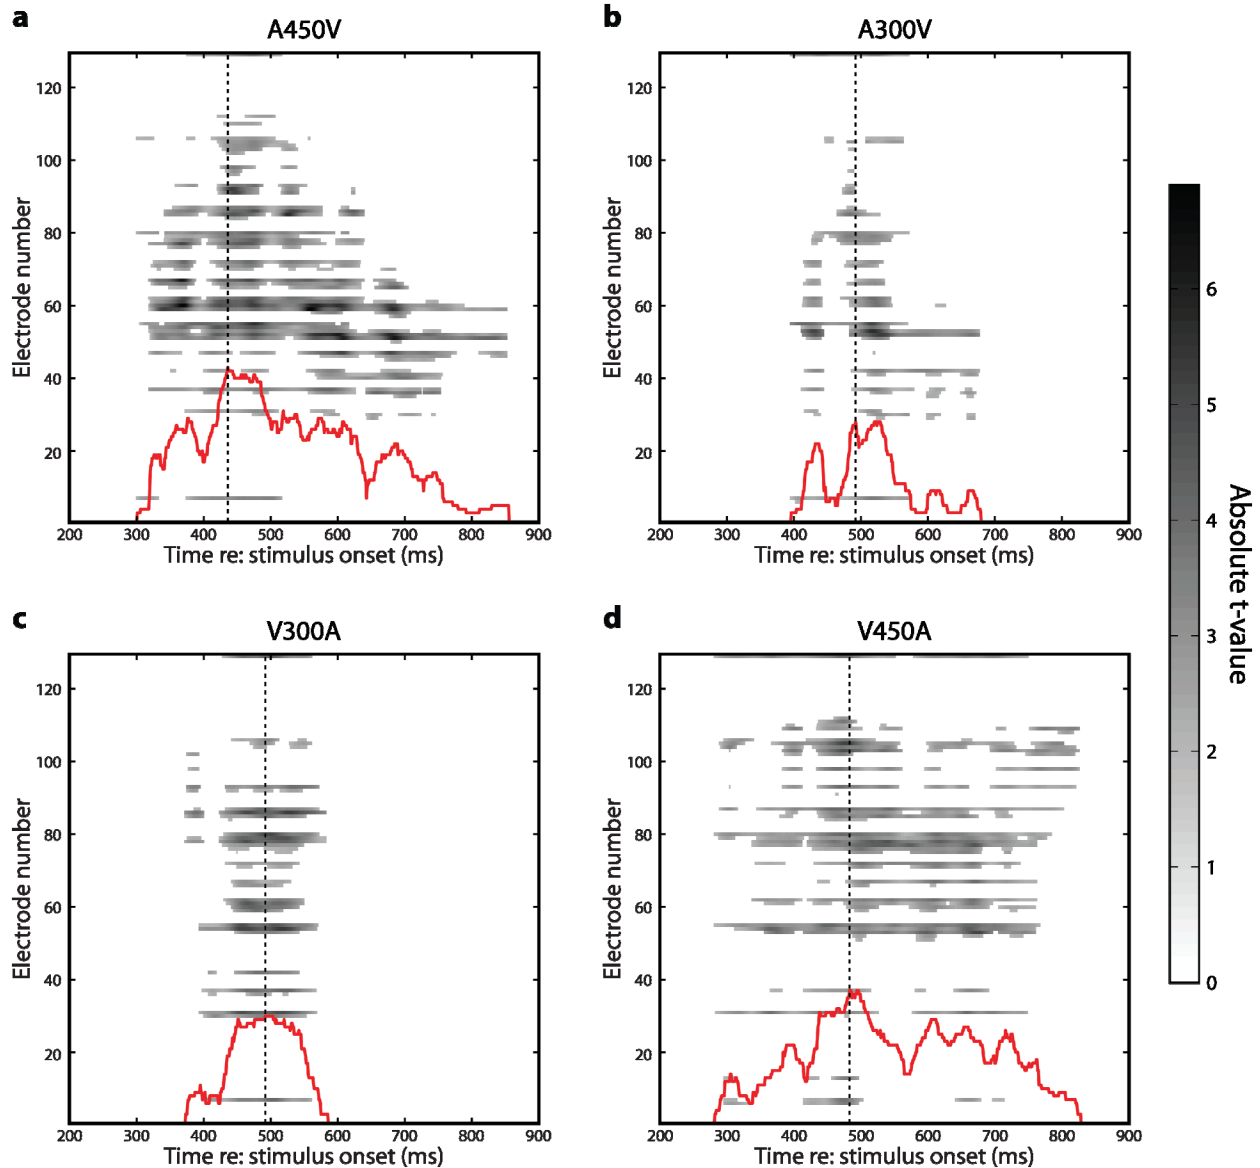 a
A450V
Electrode number
120
100
80
60
40
20
200 300 400 500 600 700 800 900
Time re: stimulus onset (ms)
b
A300V
Electrode number
120
100
80
60
40
20
200 300 400 500 600 700 800 900
Time re: stimulus onset (ms)
c
V300A
Electrode number
120
100
80
60
40
20
200 300 400 500 600 700 800 900
Time re: stimulus onset (ms)
d
V450A
Electrode number
120
100
80
60
40
20
200 300 400 500 600 700 800 900
Time re: stimulus onset (ms)
6
5
4
3
2
1
0
Absolute t-value